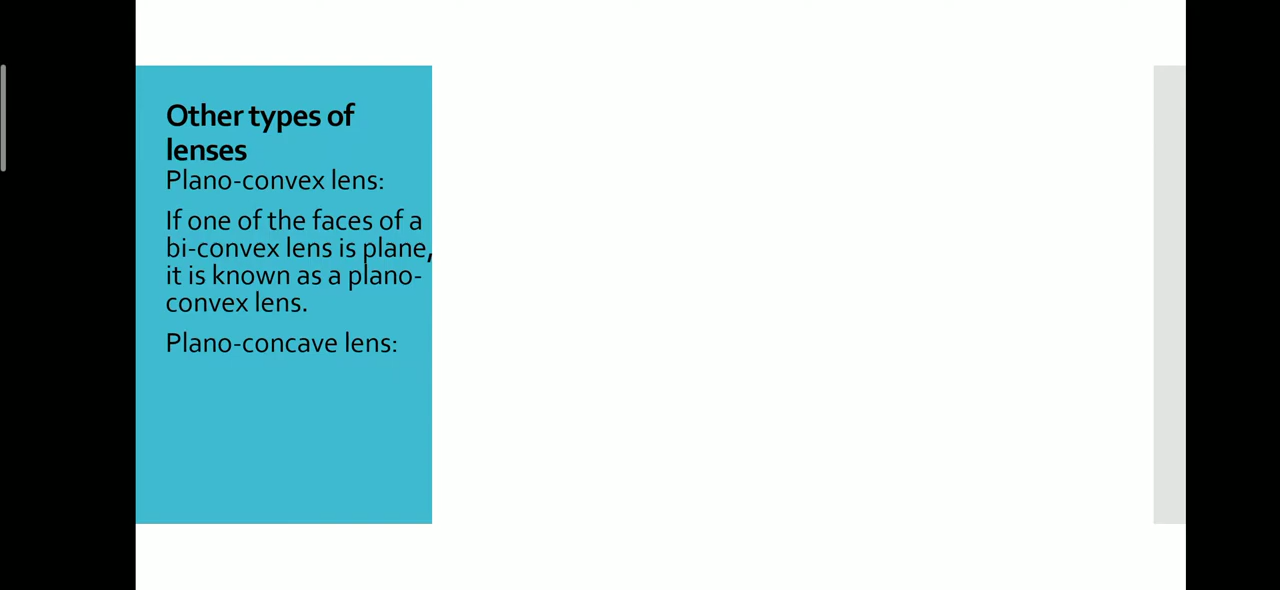 Other types of
lenses
Plano-convex lens:
If one of the faces of a
bi-convex lens is plane,
it is known as a plano-
convex lens.
Plano-concave lens: